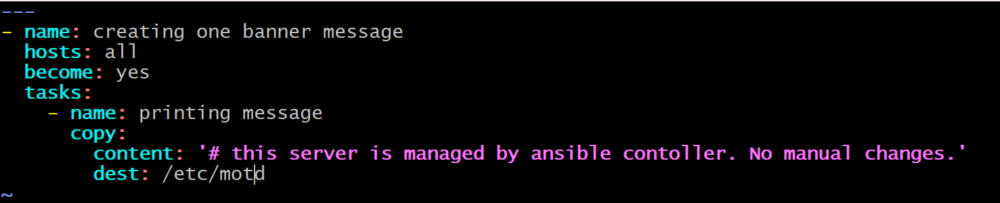 ---
- name: creating one banner message
  hosts: all
  become: yes
  tasks:
    - name: printing message
      copy:
        content: '# this server is managed by ansible contoller. No manual changes.'
        dest: /etc/motd
~